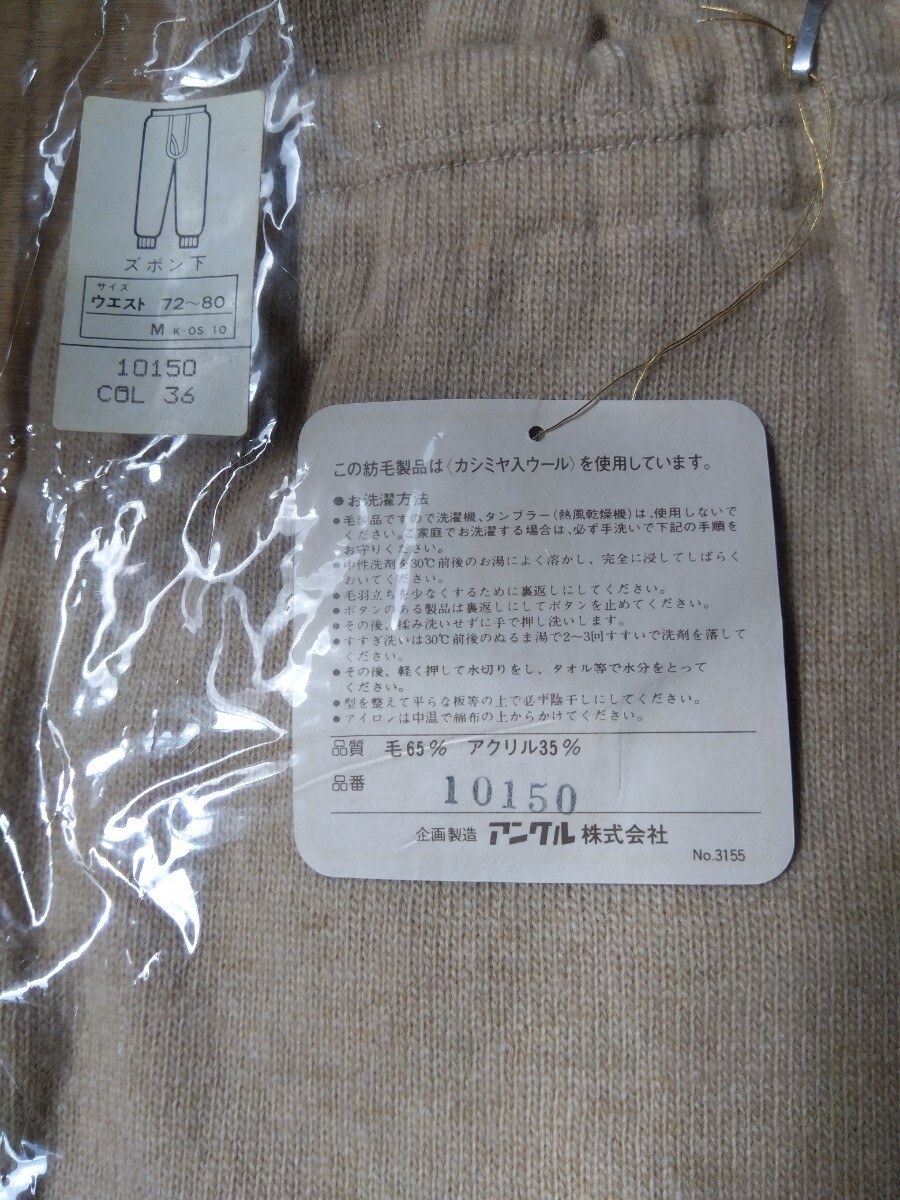 ズボン下
サイズ
ウエスト 72～80
M K-OS 10
10150
COL 36
この紡毛製品は〈カシミヤ入ウール〉を使用しています。
●お洗濯方法
●毛製品ですので洗濯機、タンブラー(熱風乾燥機)は、使用しないで
ください。ご家庭でお洗濯する場合は、必ず手洗いで下記の手順を
お守りください。
●中性洗剤を30℃前後のお湯によく溶かし、完全に浸してしばらく
おいてください。
●毛羽立ちを少なくするために裏返しにしてください。
●ボタンのある製品は裏返しにしてボタンを止めてください。
●その後、揉み洗いせずに手で押し洗いします。
●すすぎ洗いは30℃前後のぬるま湯で2～3回すすいで洗剤を落して
ください。
●その後、軽く押して水切りをし、タオル等で水分をとって
ください。
●型を整えて平らな板等の上で必ず陰干しにしてください。
●アイロンは中温で綿布の上からかけてください。
品質 毛65% アクリル35%
品番 10150
企画製造 アングル株式会社
No.3155